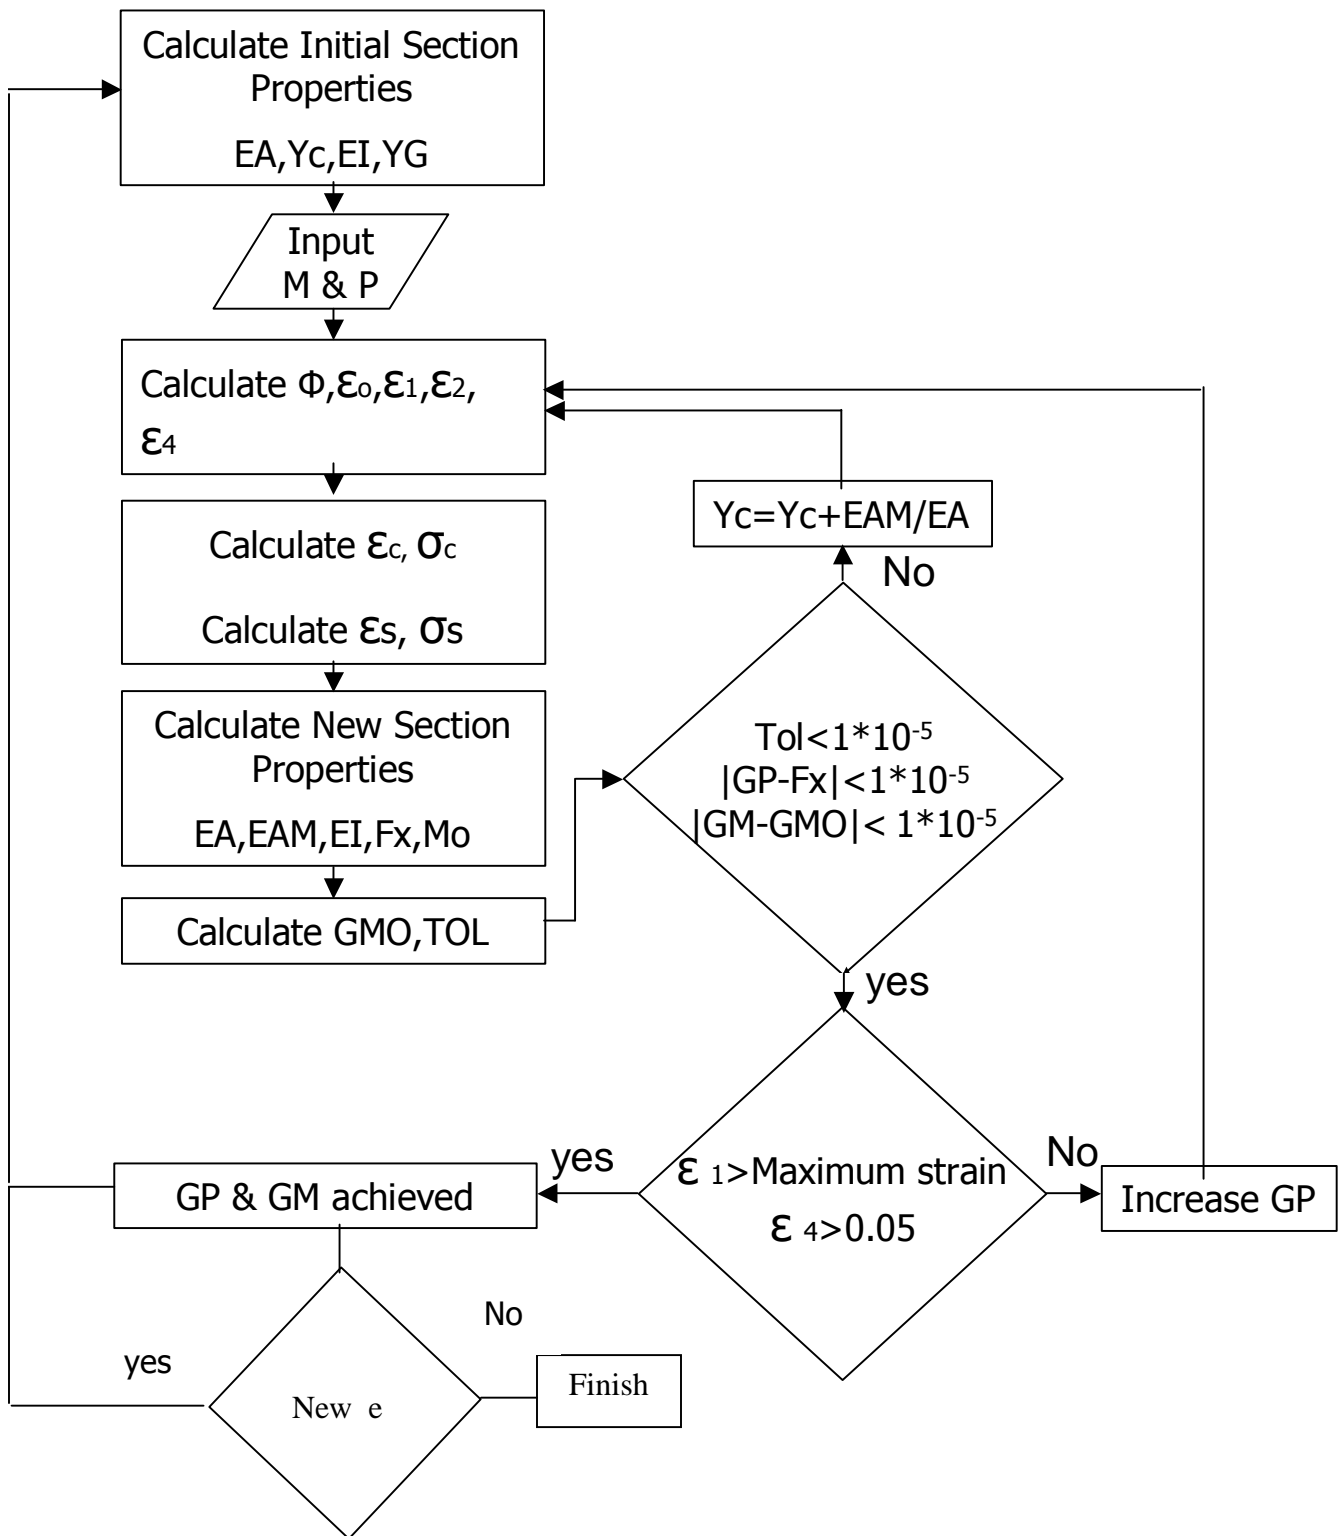 Calculate Initial Section
Properties
EA,Yc,EI,YG
Input
M & P
Calculate Φ,εo,ε1,ε2,
ε4
Calculate εc, σc
Calculate εs, σs
Calculate New Section
Properties
EA,EAM,EI,Fx,Mo
Calculate GMO,TOL
Yc=Yc+EAM/EA
No
Tol<1*10⁻⁵
|GP-Fx|<1*10⁻⁵
|GM-GMO|< 1*10⁻⁵
yes
ε 1>Maximum strain
ε 4>0.05
No
Increase GP
yes
GP & GM achieved
New e
yes
No
Finish